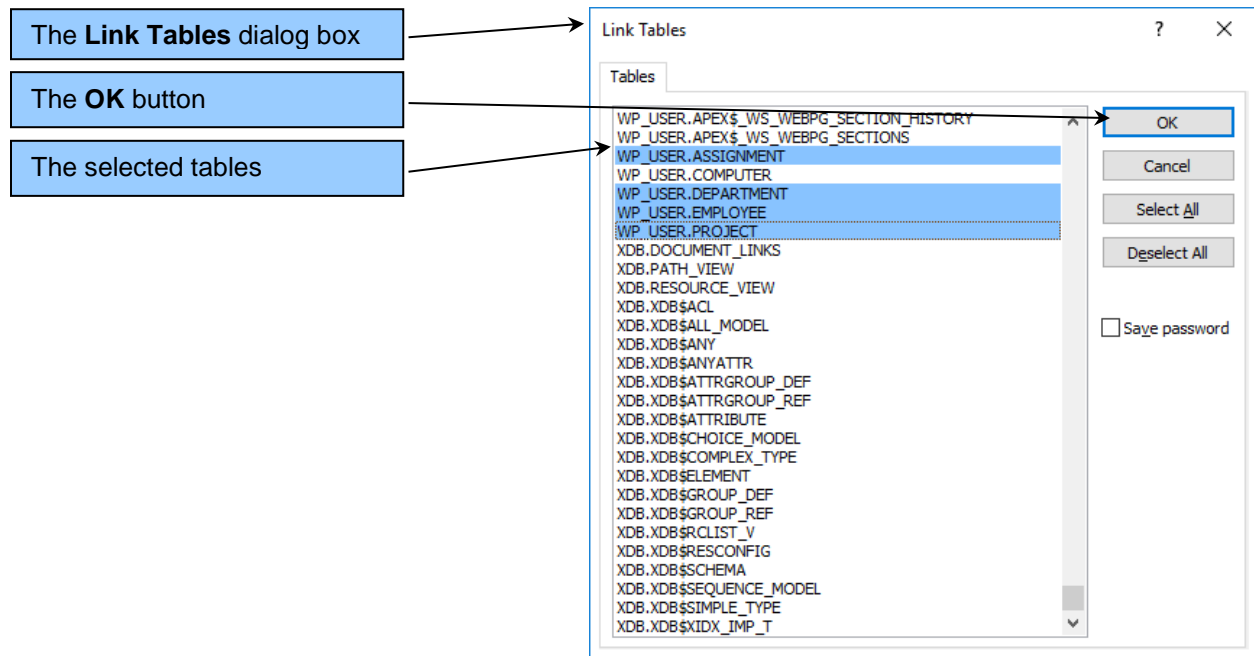 The Link Tables dialog box
The OK button
The selected tables
Link Tables
?
Tables
WP_USER.APEX$_WS_WEBPG_SECTION_HISTORY
WP_USER.APEX$_WS_WEBPG_SECTIONS
WP_USER.ASSIGNMENT
WP_USER.COMPUTER
WP_USER.DEPARTMENT
WP_USER.EMPLOYEE
WP_USER.PROJECT
XDB.DOCUMENT_LINKS
XDB.PATH_VIEW
XDB.RESOURCE_VIEW
XDB.XDB$ACL
XDB.XDB$ALL_MODEL
XDB.XDB$ANY
XDB.XDB$ANYATTR
XDB.XDB$ATTRGROUP_DEF
XDB.XDB$ATTRGROUP_REF
XDB.XDB$ATTRIBUTE
XDB.XDB$CHOICE_MODEL
XDB.XDB$COMPLEX_TYPE
XDB.XDB$ELEMENT
XDB.XDB$GROUP_DEF
XDB.XDB$GROUP_REF
XDB.XDB$RCLIST_V
XDB.XDB$RESCONFIG
XDB.XDB$SCHEMA
XDB.XDB$SEQUENCE_MODEL
XDB.XDB$SIMPLE_TYPE
XDB.XDB$XIDX_IMP_T
OK
Cancel
Select All
Deselect All
Save password